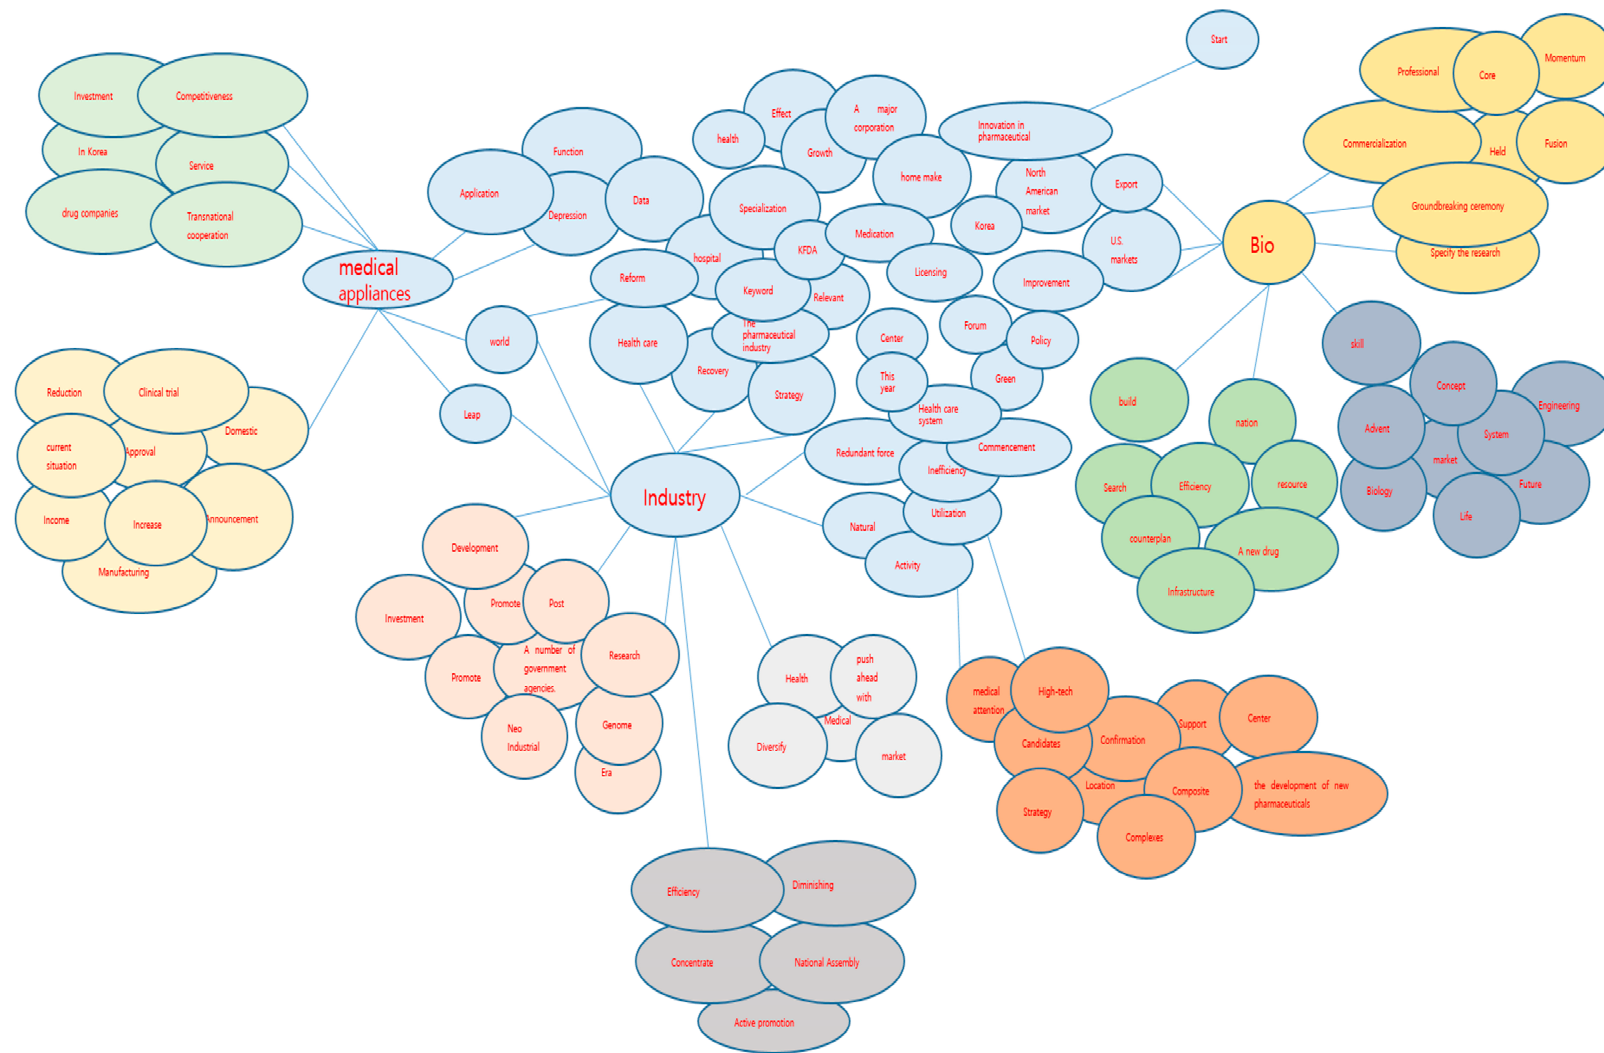 Investment
Competitiveness
In Korea
Service
drug companies
Transnational
cooperation
medical
appliances
Reduction
Clinical trial
Domestic
current
situation
Approval
Income
Increase
Announcement
Manufacturing
Application
Function
Depression
Data
world
Leap
health
Effect
Growth
A major
corporation
home make
Specialization
hospital
KFDA
Medication
Reform
Keyword
Relevant
Licensing
Health care
The
pharmaceutical
industry
Recovery
Strategy
Start
Innovation in
pharmaceutical
North
American
market
Korea
Export
U.S.
markets
Improvement
Center
Forum
Policy
This
year
Green
Health care
system
Redundant force
Commencement
Inefficiency
Natural
Utilization
Activity
Industry
Bio
Professional
Core
Momentum
Commercialization
Held
Fusion
Groundbreaking ceremony
Specify the research
skill
Concept
Engineering
Advent
System
market
Biology
Future
Life
build
nation
Search
Efficiency
resource
counterplan
A new drug
Infrastructure
Development
Investment
Promote
Post
A number of
government
agencies.
Research
Promote
Neo
Industrial
Genome
Era
Health
push
ahead
with
Medical
Diversify
market
medical
attention
High-tech
Candidates
Confirmation
Support
Center
Location
Strategy
Composite
the development of new
pharmaceuticals
Complexes
Efficiency
Diminishing
Concentrate
National Assembly
Active promotion